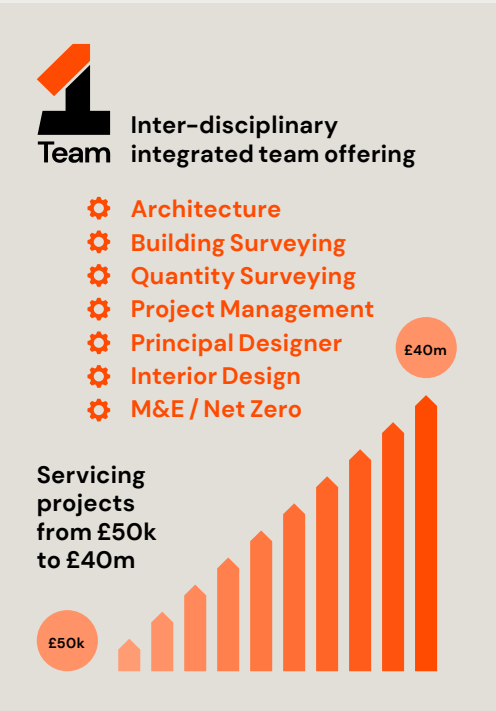 1
Team
Inter-disciplinary
integrated team offering
Architecture
Building Surveying
Quantity Surveying
Project Management
Principal Designer
Interior Design
M&E / Net Zero
£40m
Servicing
projects
from £50k
to £40m
£50k